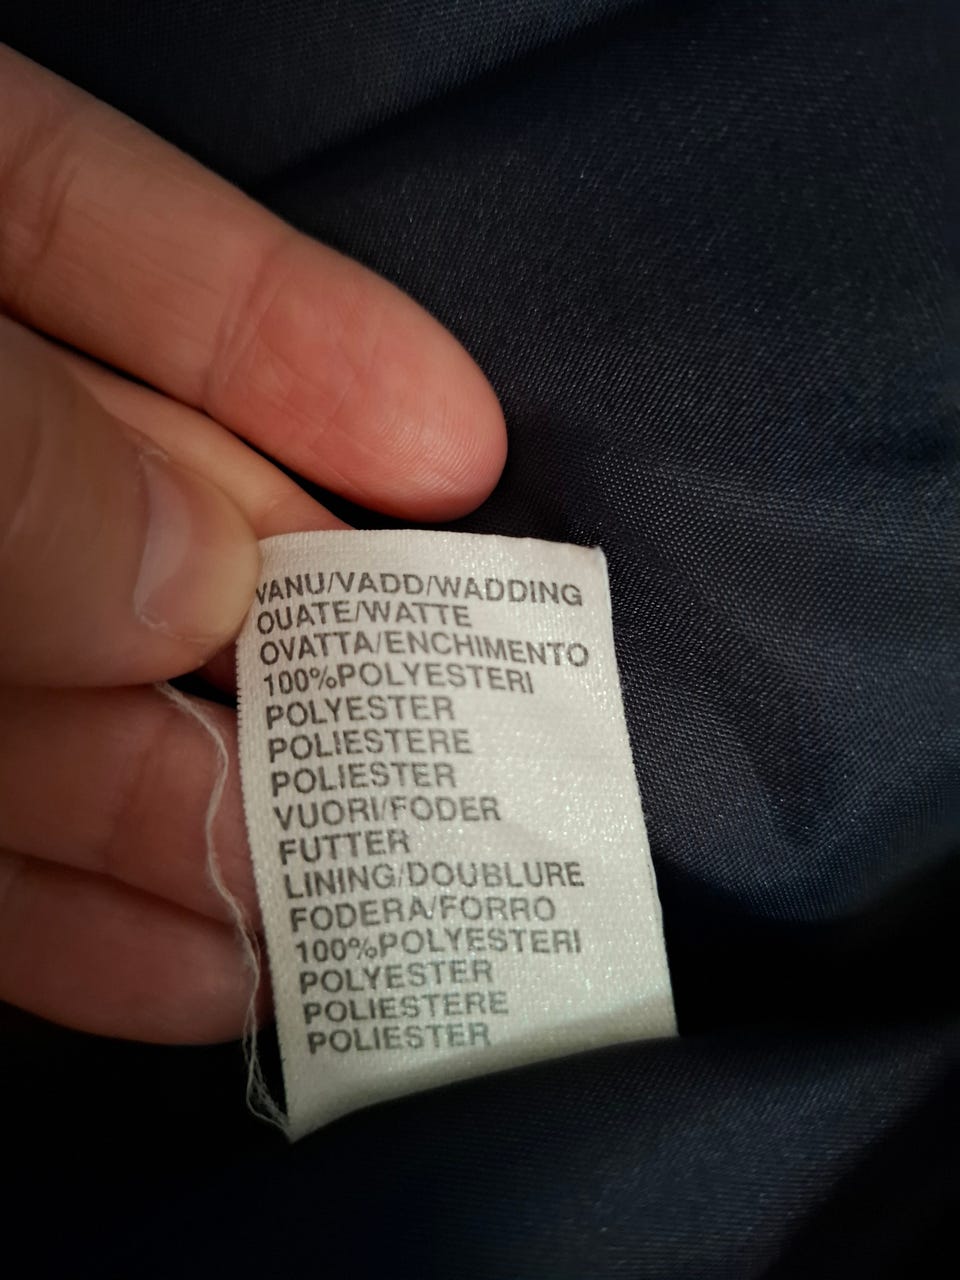 VANU/VADD/WADDING
OUATE/WATTE
OVATTA/ENCHIMENTO
100%POLYESTERI
POLYESTER
POLIESTERE
POLIESTER
VUORI/FODER
FUTTER
LINING/DOUBLURE
FODERA/FORRO
100%POLYESTERI
POLYESTER
POLIESTERE
POLIESTER